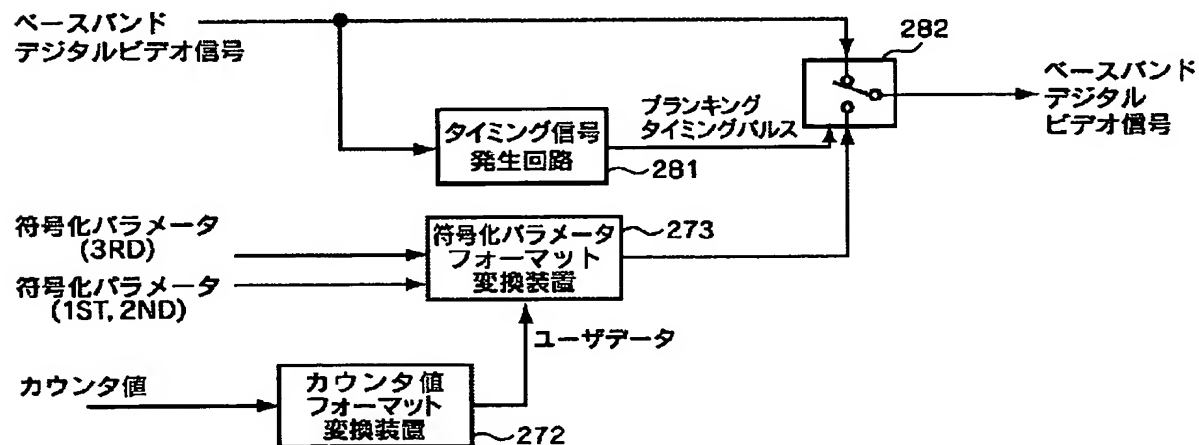 ベースバンド
デジタルビデオ信号
282
ベースバンド
デジタル
ビデオ信号
ブランキング
タイミングパルス
タイミング信号
発生回路
281
符号化パラメータ
(3RD)
符号化パラメータ
フォーマット
変換装置
273
符号化パラメータ
(1ST, 2ND)
ユーザデータ
カウンタ値
カウンタ値
フォーマット
変換装置
272